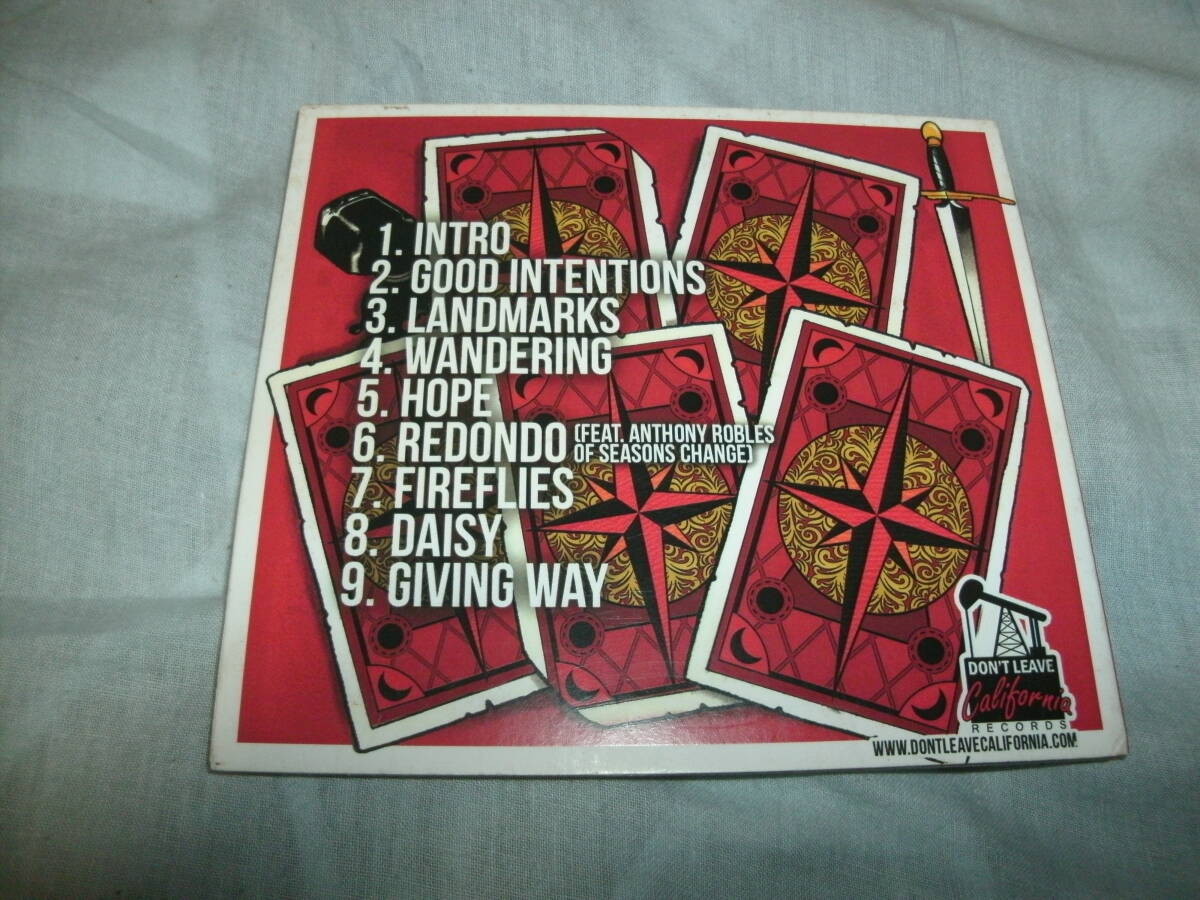 1. INTRO
2. GOOD INTENTIONS
3. LANDMARKS
4. WANDERING
5. HOPE
6. REDONDO (FEAT. ANTHONY ROBLES
OF SEASONS CHANGE)
7. FIREFLIES
8. DAISY
9. GIVING WAY
DON'T LEAVE
California
RECORDS
WWW.DONTLEAVECALIFORNIA.COM